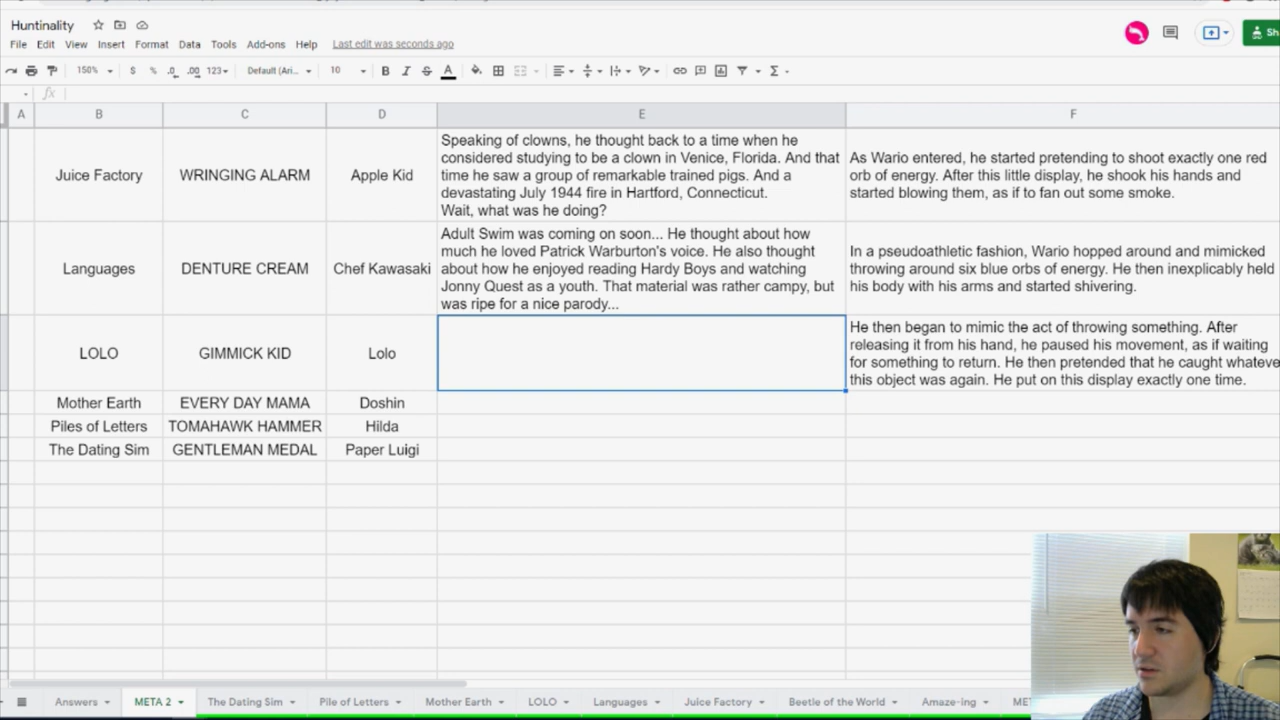 Huntinality
File Edit View Insert Format Data Tools Add-ons Help Last edit was seconds ago
150% $ % .0 .00 123 Default (Ari... 10 B I S A
fx
A B C D E F
Juice Factory
WRINGING ALARM
Apple Kid
Speaking of clowns, he thought back to a time when he
considered studying to be a clown in Venice, Florida. And that
time he saw a group of remarkable trained pigs. And a
devastating July 1944 fire in Hartford, Connecticut.
Wait, what was he doing?
As Wario entered, he started pretending to shoot exactly one red
orb of energy. After this little display, he shook his hands and
started blowing them, as if to fan out some smoke.
Languages
DENTURE CREAM
Chef Kawasaki
Adult Swim was coming on soon... He thought about how
much he loved Patrick Warburton's voice. He also thought
about how he enjoyed reading Hardy Boys and watching
Jonny Quest as a youth. That material was rather campy, but
was ripe for a nice parody...
In a pseudoathletic fashion, Wario hopped around and mimicked
throwing around six blue orbs of energy. He then inexplicably held
his body with his arms and started shivering.
LOLO
GIMMICK KID
Lolo
He then began to mimic the act of throwing something. After
releasing it from his hand, he paused his movement, as if waiting
for something to return. He then pretended that he caught whateve
this object was again. He put on this display exactly one time.
Mother Earth EVERY DAY MAMA Doshin
Piles of Letters TOMAHAWK HAMMER Hilda
The Dating Sim GENTLEMAN MEDAL Paper Luigi
Answers META 2 The Dating Sim Pile of Letters Mother Earth LOLO Languages Juice Factory Beetle of the World Amaze-ing ME